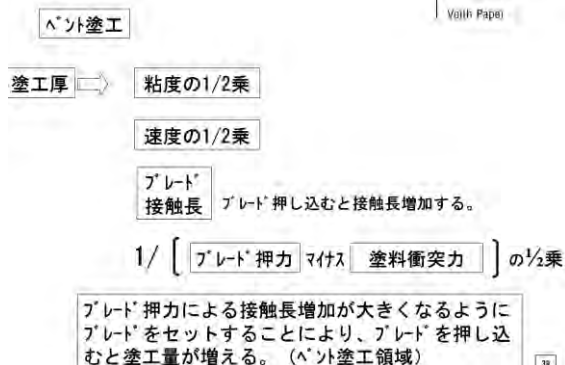 Voith Paper
ベント塗工
塗工厚
粘度の1/2乗
速度の1/2乗
ブレード
接触長 ブレード押し込むと接触長増加する。
1/ [ ブレード押力 マイナス 塗料衝突力 ] の½乗
ブレード押力による接触長増加が大きくなるように
ブレードをセットすることにより、ブレードを押し込
むと塗工量が増える。(ベント塗工領域)